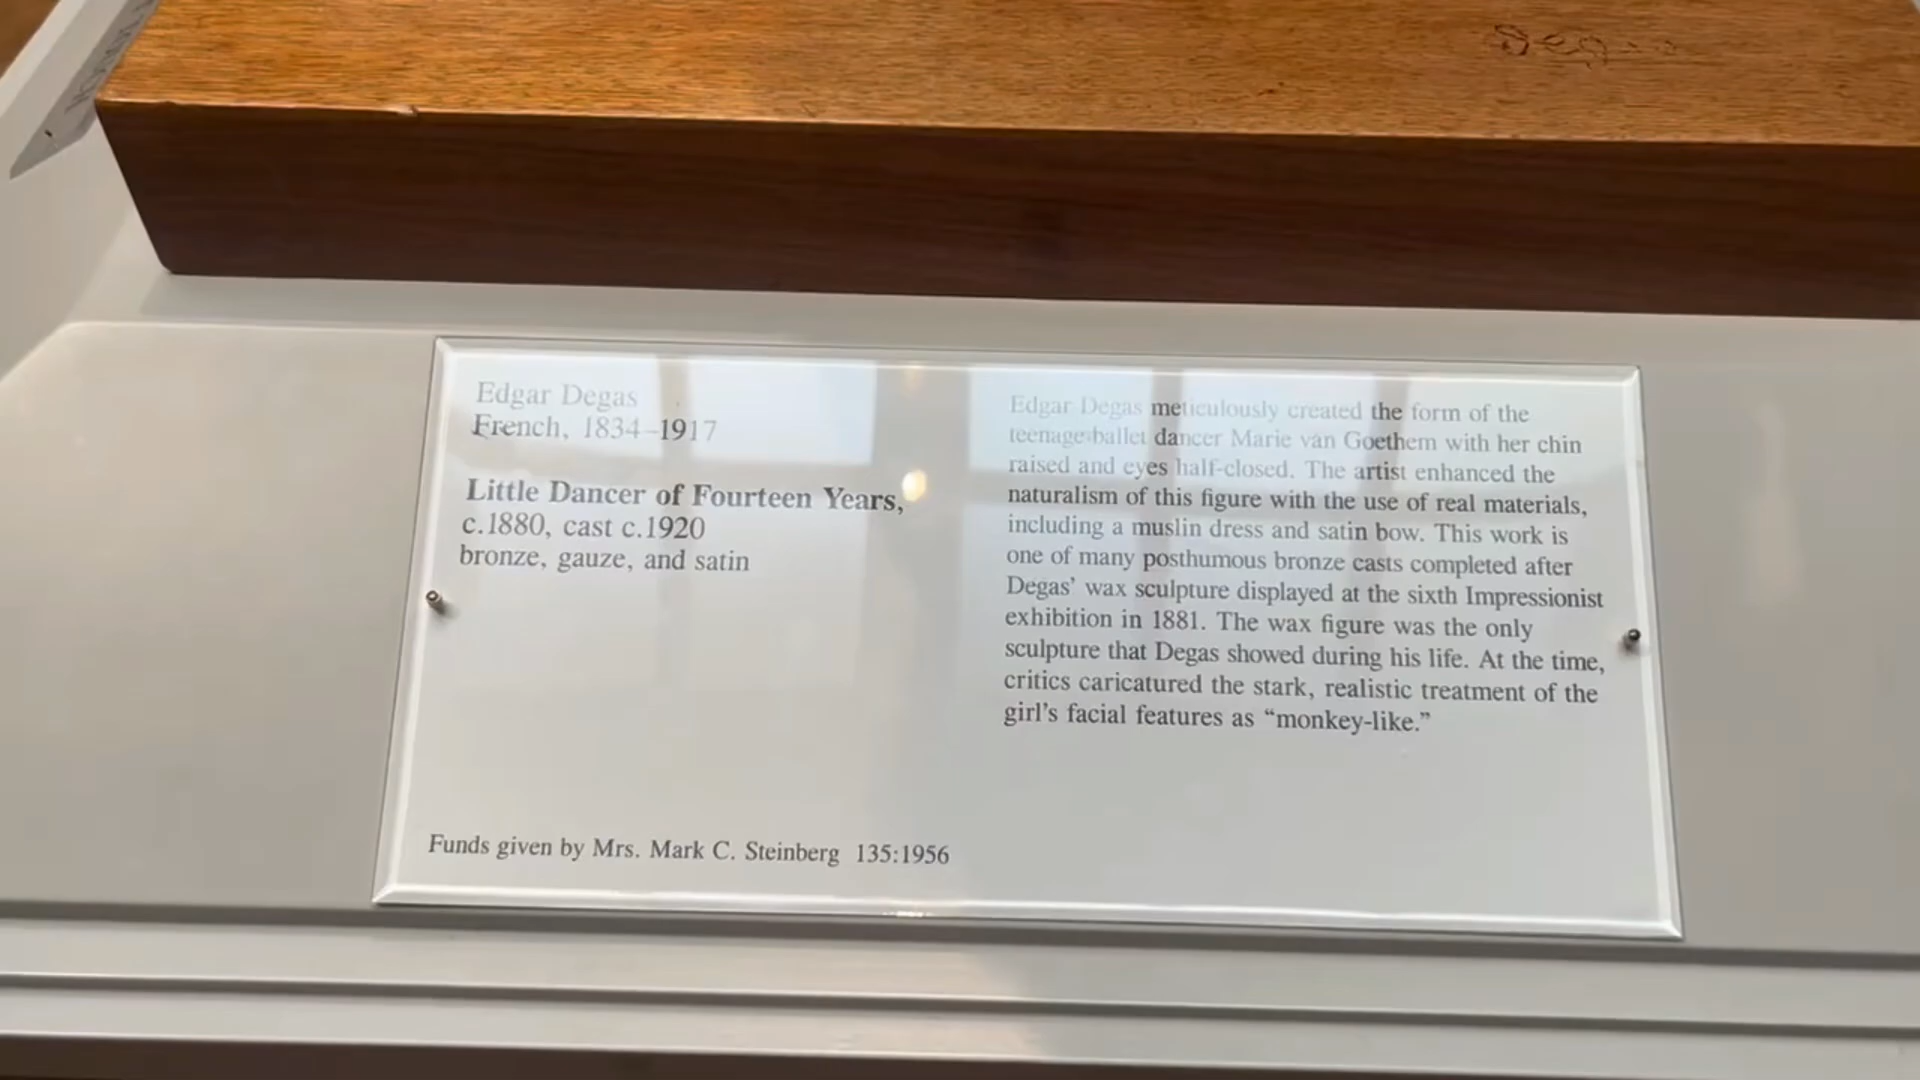 Degas
Edgar Degas
French, 1834–1917
Little Dancer of Fourteen Years,
c.1880, cast c.1920
bronze, gauze, and satin
Funds given by Mrs. Mark C. Steinberg 135:1956
Edgar Degas meticulously created the form of the
teenage ballet dancer Marie van Goethem with her chin
raised and eyes half-closed. The artist enhanced the
naturalism of this figure with the use of real materials,
including a muslin dress and satin bow. This work is
one of many posthumous bronze casts completed after
Degas’ wax sculpture displayed at the sixth Impressionist
exhibition in 1881. The wax figure was the only
sculpture that Degas showed during his life. At the time,
critics caricatured the stark, realistic treatment of the
girl’s facial features as “monkey-like.”